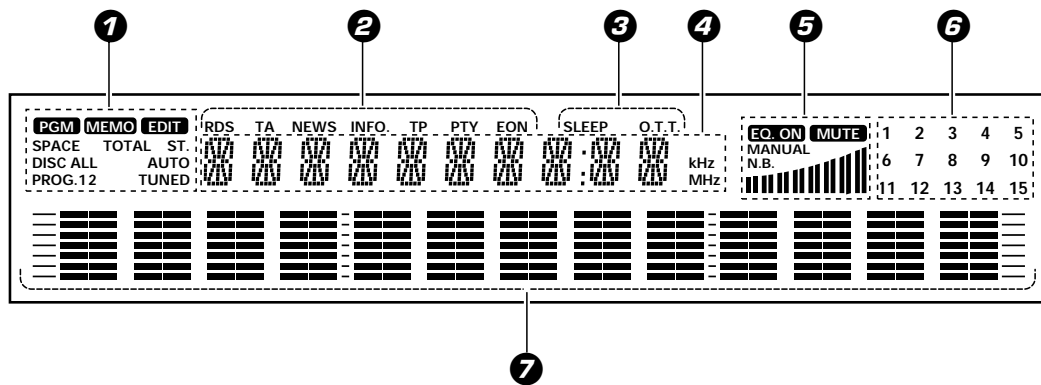 1 2 3 4 5 6
PGM MEMO EDIT RDS TA NEWS INFO. TP PTY EON SLEEP O.T.T. EQ. ON MUTE 1 2 3 4 5
SPACE TOTAL ST. MANUAL
DISC ALL AUTO kHz N.B. 6 7 8 9 10
PROG.12 TUNED MHz 11 12 13 14 15
7